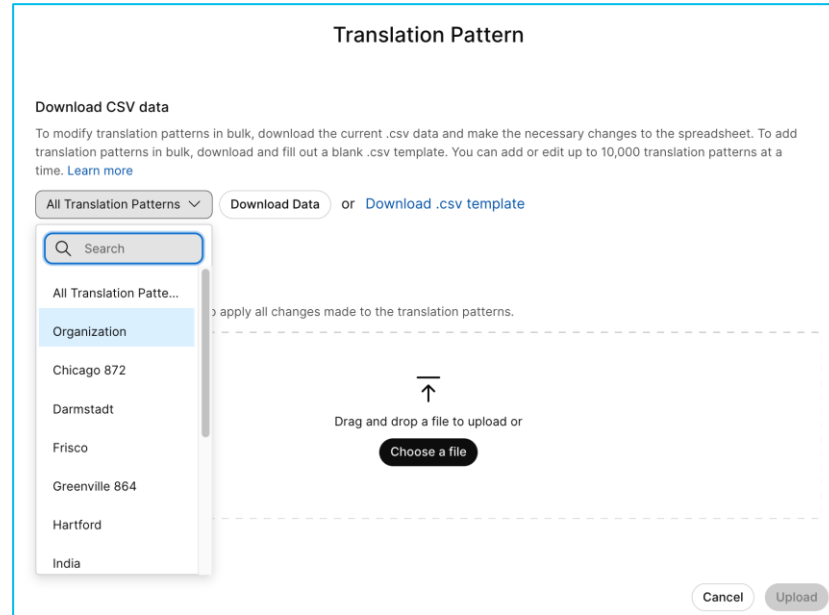 Translation Pattern
Download CSV data
To modify translation patterns in bulk, download the current .csv data and make the necessary changes to the spreadsheet. To add
translation patterns in bulk, download and fill out a blank .csv template. You can add or edit up to 10,000 translation patterns at a
time. Learn more
All Translation Patterns Download Data or Download .csv template
Search
All Translation Patte...
apply all changes made to the translation patterns.
Organization
Chicago 872
Darmstadt
Drag and drop a file to upload or
Frisco
Choose a file
Greenville 864
Hartford
India
Cancel Upload